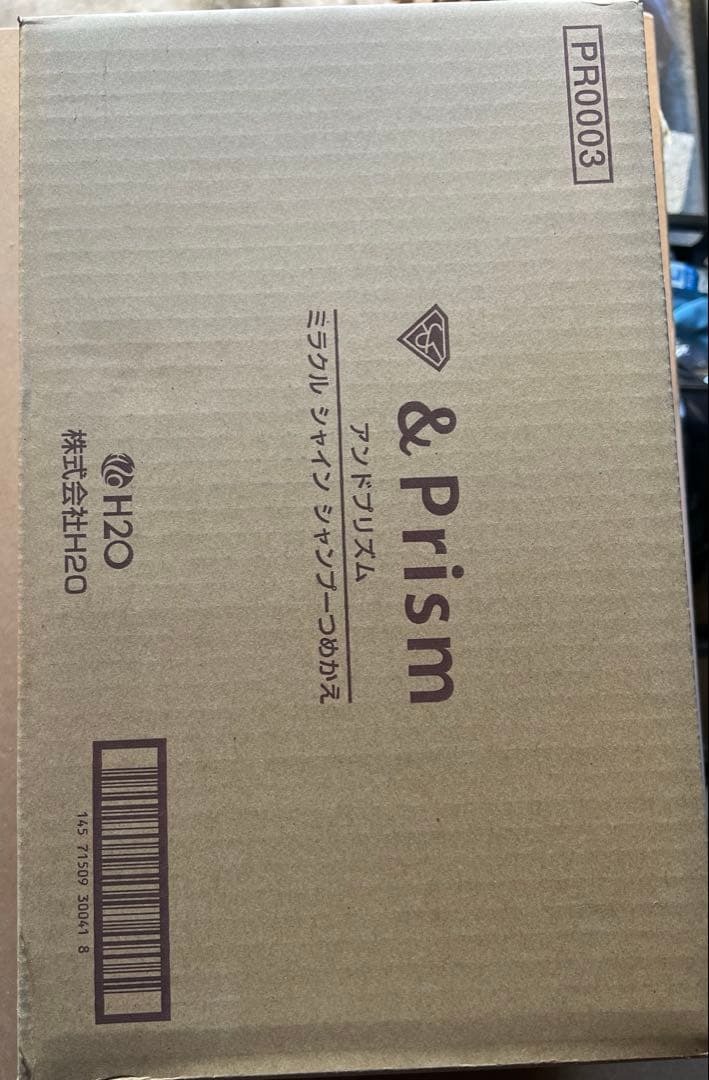 PR0003
& Prism
アンドプリズム
ミラクル シャイン シャンプーつめかえ
H2O
株式会社H2O
145 71509 30041 8